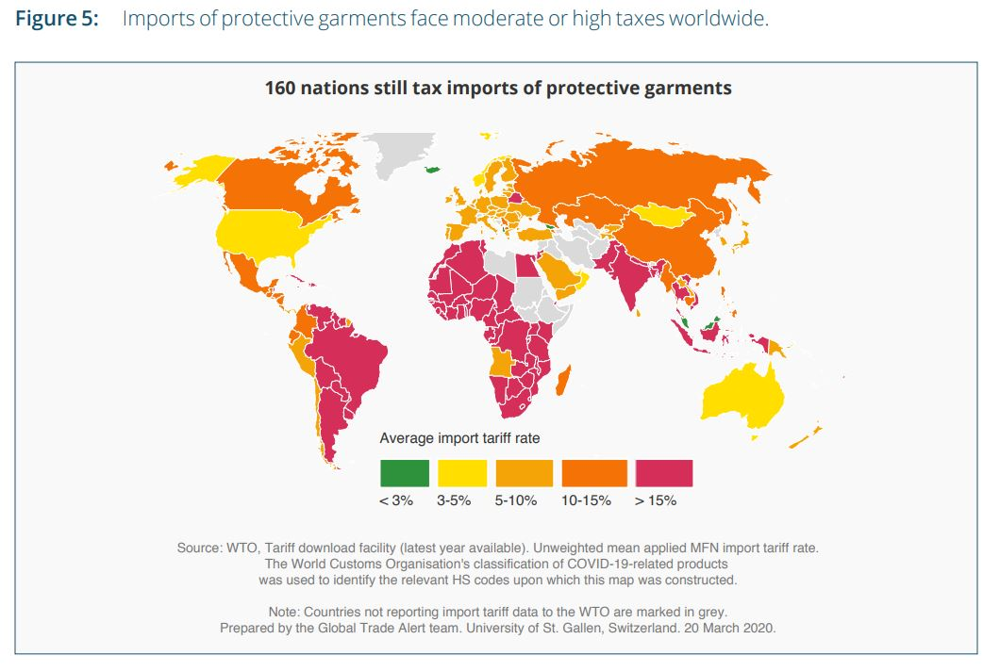 Figure 5: Imports of protective garments face moderate or high taxes worldwide.
160 nations still tax imports of protective garments
Average import tariff rate
< 3% 3-5% 5-10% 10-15% > 15%
Source: WTO, Tariff download facility (latest year available). Unweighted mean applied MFN import tariff rate.
The World Customs Organisation's classification of COVID-19-related products
was used to identify the relevant HS codes upon which this map was constructed.
Note: Countries not reporting import tariff data to the WTO are marked in grey.
Prepared by the Global Trade Alert team. University of St. Gallen, Switzerland. 20 March 2020.